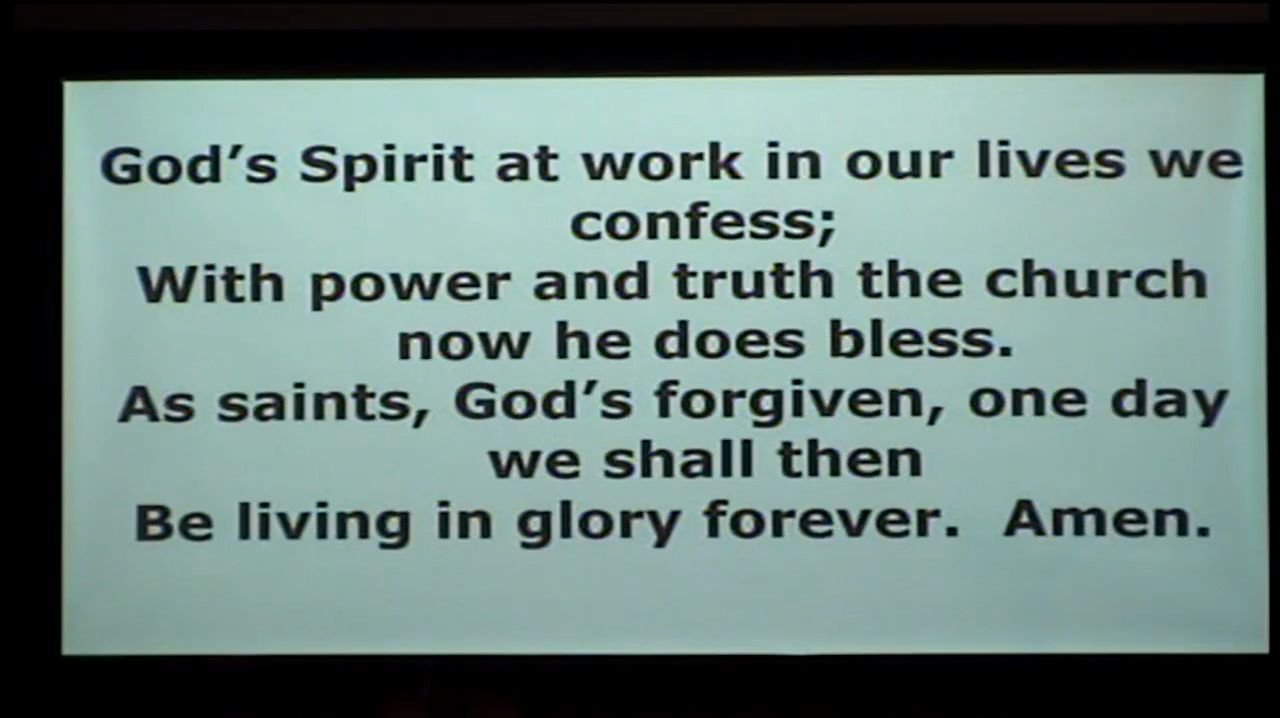 God's Spirit at work in our lives we
confess;
With power and truth the church
now he does bless.
As saints, God's forgiven, one day
we shall then
Be living in glory forever.  Amen.